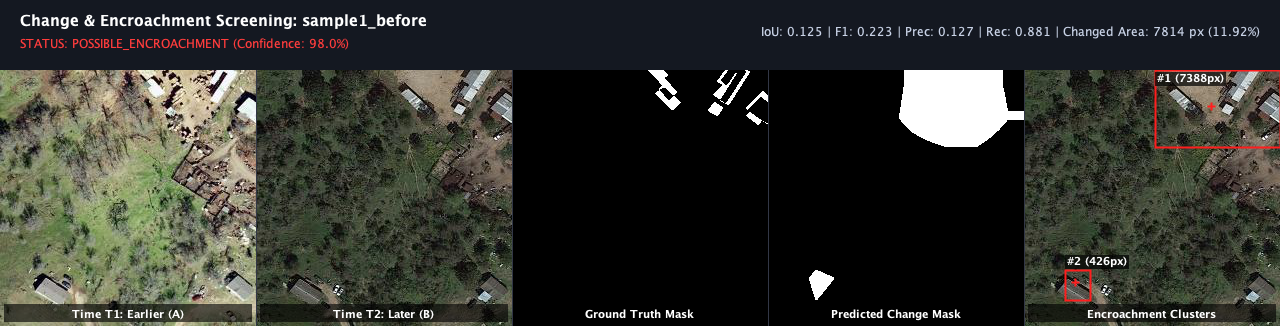 Change & Encroachment Screening: sample1_before
STATUS: POSSIBLE_ENCROACHMENT (Confidence: 98.0%)
IoU: 0.125 | F1: 0.223 | Prec: 0.127 | Rec: 0.881 | Changed Area: 7814 px (11.92%)
#1 (7388px)
#2 (426px)
Time T1: Earlier (A)
Time T2: Later (B)
Ground Truth Mask
Predicted Change Mask
Encroachment Clusters